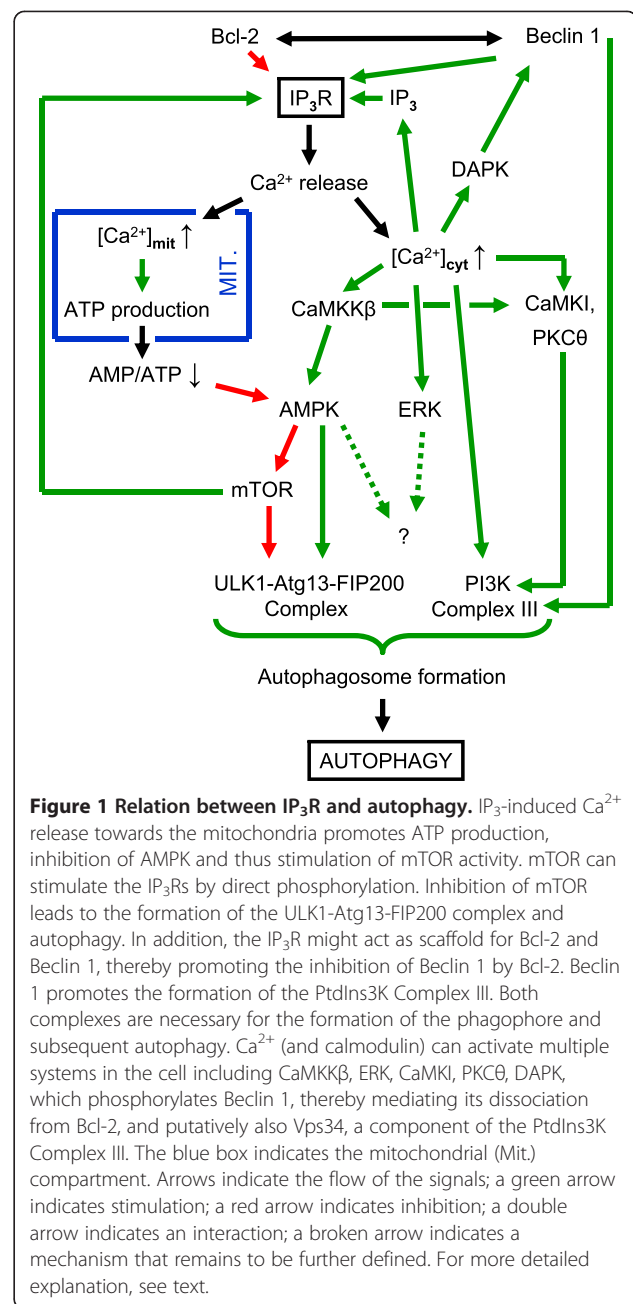 Bcl-2 Beclin 1
IP₃R IP₃
DAPK
Ca²⁺ release
[Ca²⁺]mit ↑ [Ca²⁺]cyt ↑
MIT.
ATP production CaMKKβ CaMKI,
PKCθ
AMP/ATP ↓
AMPK ERK
mTOR
?
ULK1-Atg13-FIP200 PI3K
Complex Complex III
Autophagosome formation
AUTOPHAGY
Figure 1 Relation between IP₃R and autophagy. IP₃-induced Ca²⁺
release towards the mitochondria promotes ATP production,
inhibition of AMPK and thus stimulation of mTOR activity. mTOR can
stimulate the IP₃Rs by direct phosphorylation. Inhibition of mTOR
leads to the formation of the ULK1-Atg13-FIP200 complex and
autophagy. In addition, the IP₃R might act as scaffold for Bcl-2 and
Beclin 1, thereby promoting the inhibition of Beclin 1 by Bcl-2. Beclin
1 promotes the formation of the PtdIns3K Complex III. Both
complexes are necessary for the formation of the phagophore and
subsequent autophagy. Ca²⁺ (and calmodulin) can activate multiple
systems in the cell including CaMKKβ, ERK, CaMKI, PKCθ, DAPK,
which phosphorylates Beclin 1, thereby mediating its dissociation
from Bcl-2, and putatively also Vps34, a component of the PtdIns3K
Complex III. The blue box indicates the mitochondrial (Mit.)
compartment. Arrows indicate the flow of the signals; a green arrow
indicates stimulation; a red arrow indicates inhibition; a double
arrow indicates an interaction; a broken arrow indicates a
mechanism that remains to be further defined. For more detailed
explanation, see text.